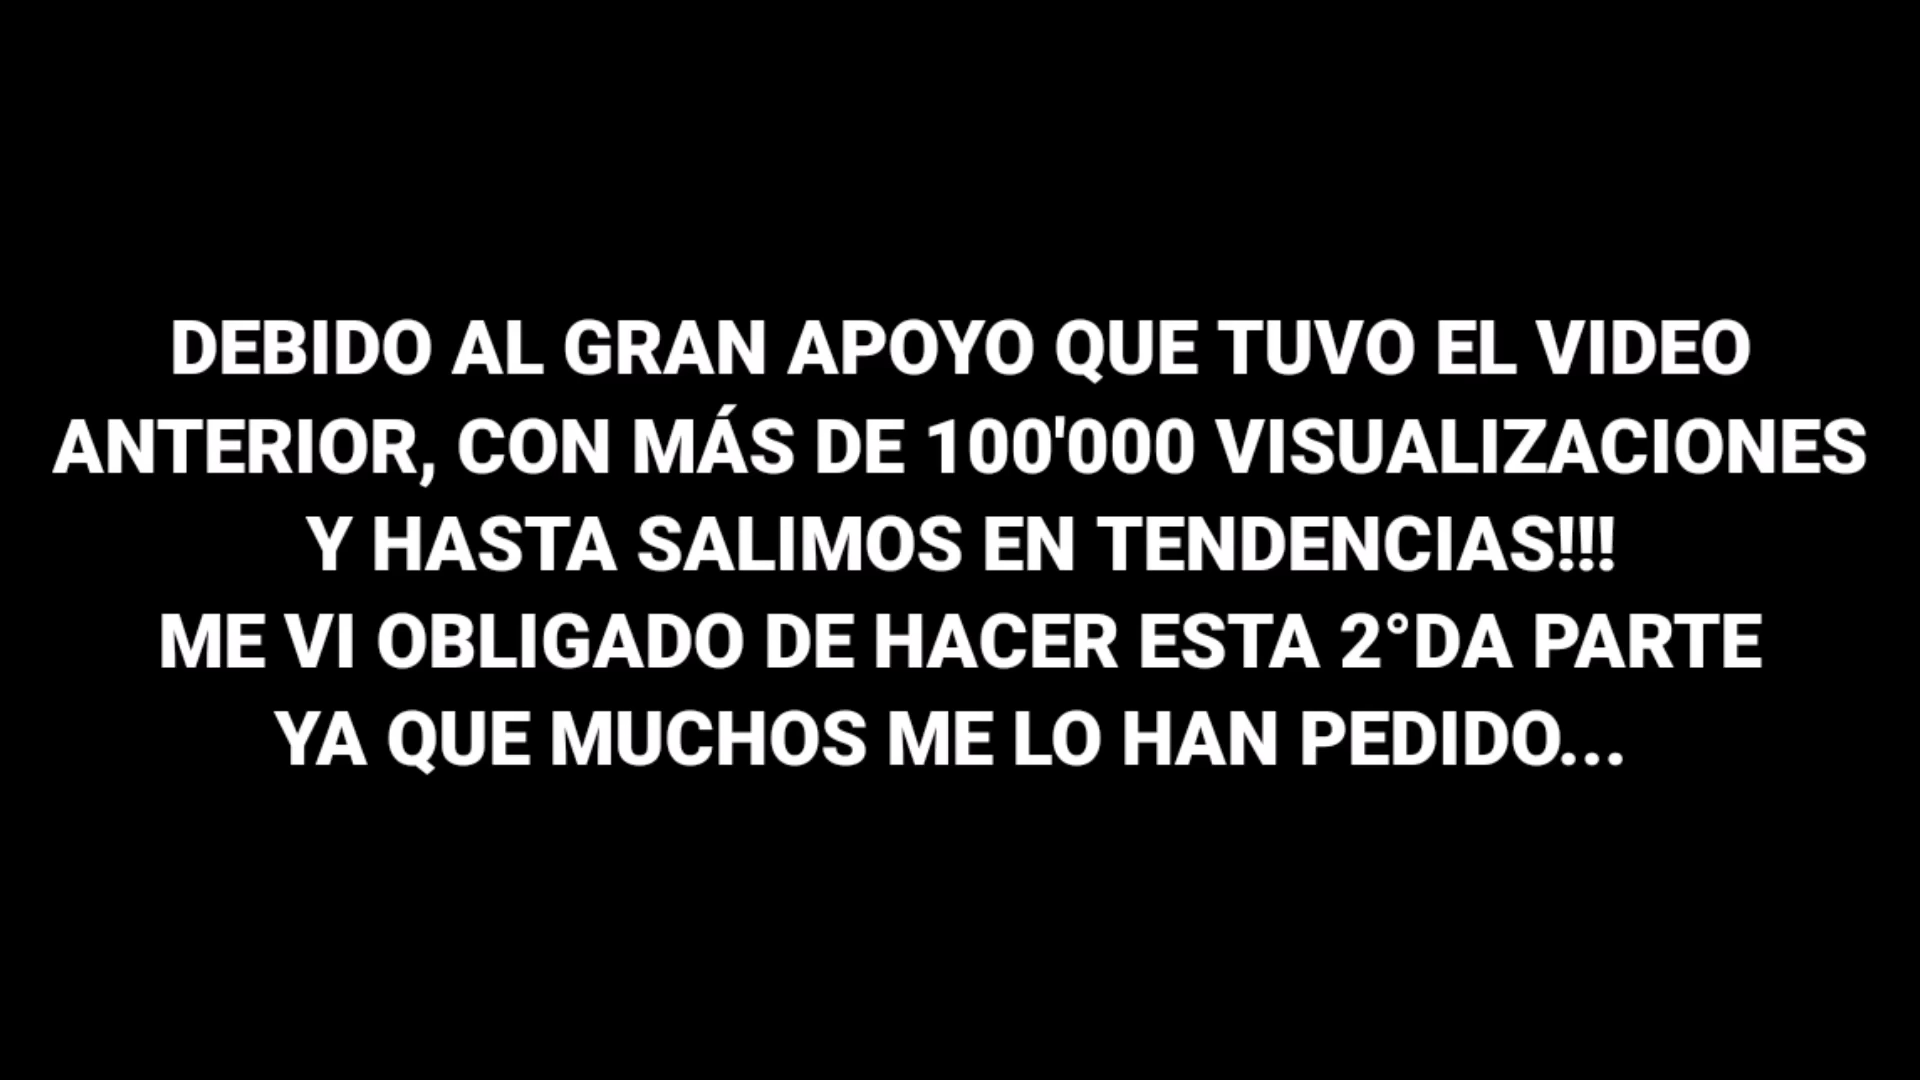 DEBIDO AL GRAN APOYO QUE TUVO EL VIDEO
ANTERIOR, CON MÁS DE 100'000 VISUALIZACIONES
Y HASTA SALIMOS EN TENDENCIAS!!!
ME VI OBLIGADO DE HACER ESTA 2°DA PARTE
YA QUE MUCHOS ME LO HAN PEDIDO...